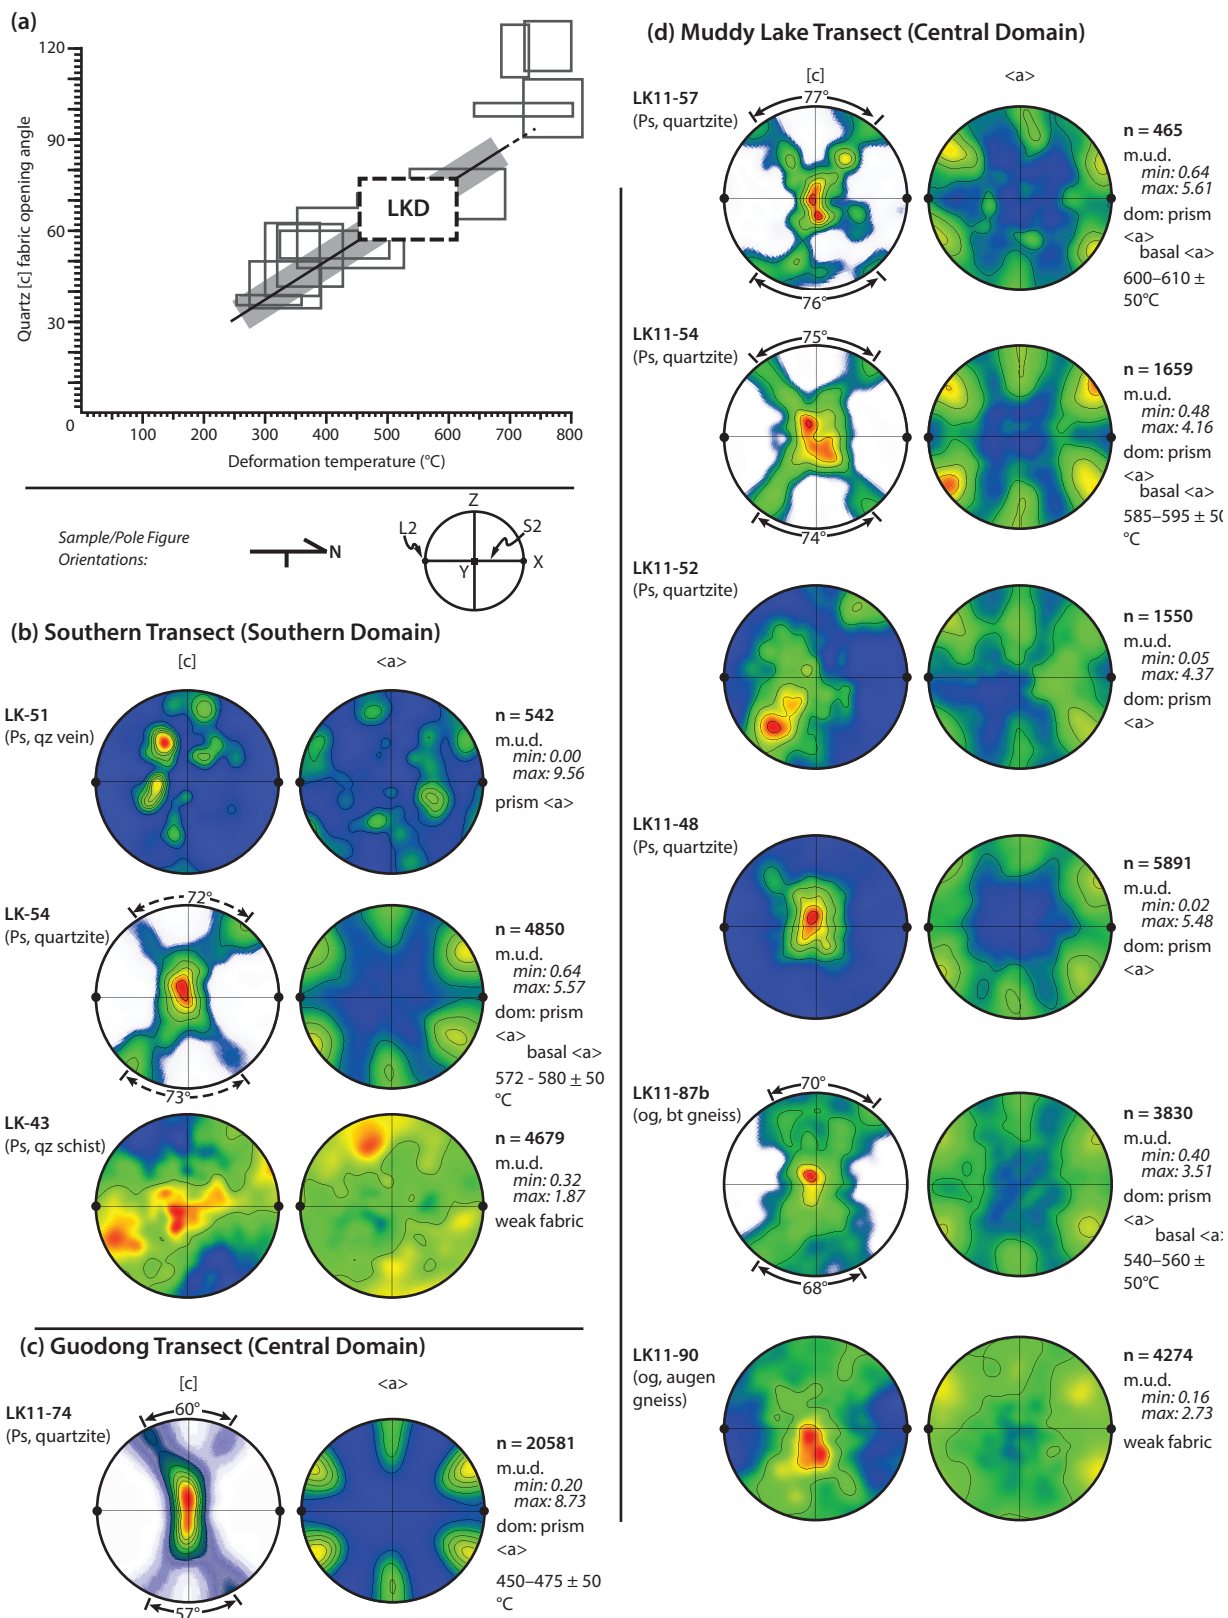 (a)
120
90
60
30
0
Quartz [c] fabric opening angle
LKD
100 200 300 400 500 600 700 800
Deformation temperature (°C)
Sample/Pole Figure
Orientations:
N
Z
L2
S2
Y
X
(b) Southern Transect (Southern Domain)
[c] <a>
LK-51
(Ps, qz vein)
n = 542
m.u.d.
min: 0.00
max: 9.56
prism <a>
LK-54
(Ps, quartzite)
72°
73°
n = 4850
m.u.d.
min: 0.64
max: 5.57
dom: prism
<a>
basal <a>
572 - 580 ± 50
°C
LK-43
(Ps, qz schist)
n = 4679
m.u.d.
min: 0.32
max: 1.87
weak fabric
(c) Guodong Transect (Central Domain)
[c] <a>
LK11-74
(Ps, quartzite)
60°
57°
n = 20581
m.u.d.
min: 0.20
max: 8.73
dom: prism
<a>
450–475 ± 50
°C
(d) Muddy Lake Transect (Central Domain)
[c] <a>
LK11-57
(Ps, quartzite)
77°
76°
n = 465
m.u.d.
min: 0.64
max: 5.61
dom: prism
<a>
basal <a>
600–610 ±
50°C
LK11-54
(Ps, quartzite)
75°
74°
n = 1659
m.u.d.
min: 0.48
max: 4.16
dom: prism
<a>
basal <a>
585–595 ± 50
°C
LK11-52
(Ps, quartzite)
n = 1550
m.u.d.
min: 0.05
max: 4.37
dom: prism
<a>
LK11-48
(Ps, quartzite)
n = 5891
m.u.d.
min: 0.02
max: 5.48
dom: prism
<a>
LK11-87b
(og, bt gneiss)
70°
68°
n = 3830
m.u.d.
min: 0.40
max: 3.51
dom: prism
<a>
basal <a>
540–560 ±
50°C
LK11-90
(og, augen
gneiss)
n = 4274
m.u.d.
min: 0.16
max: 2.73
weak fabric